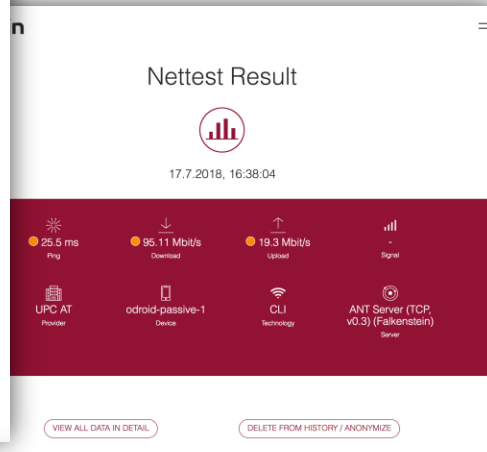 n
Nettest Result
17.7.2018, 16:38:04
25.5 ms
Ping
95.11 Mbit/s
Download
19.3 Mbit/s
Upload
-
Signal
UPC AT
Provider
odroid-passive-1
Device
CLI
Technology
ANT Server (TCP,
v0.3) (Falkenstein)
Server
VIEW ALL DATA IN DETAIL
DELETE FROM HISTORY / ANONYMIZE